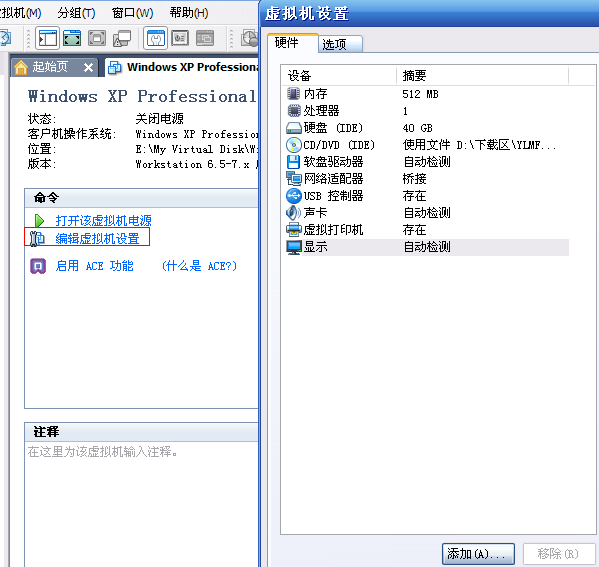 虚拟机(M) 分组(T) 窗口(W) 帮助(H)
起始页
Windows XP Professional
Windows XP Professional
状态: 关闭电源
客户机操作系统: Windows XP Profession
位置: E:\My Virtual Disk\W
版本: Workstation 6.5-7.x
命令
打开该虚拟机电源
编辑虚拟机设置
启用 ACE 功能 (什么是 ACE?)
注释
在这里为该虚拟机输入注释。
虚拟机设置
硬件 选项
设备 摘要
内存 512 MB
处理器 1
硬盘 (IDE) 40 GB
CD/DVD (IDE) 使用文件 D:\下载区\YLMF...
软盘驱动器 自动检测
网络适配器 桥接
USB 控制器 存在
声卡 自动检测
虚拟打印机 存在
显示 自动检测
添加(A)... 移除(R)